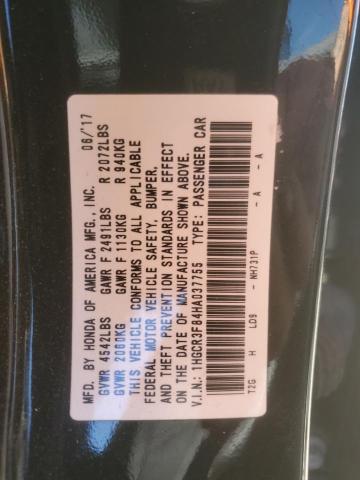 MFD. BY HONDA OF AMERICA MFG., INC. 06/17
GVWR 4542LBS GAWR F 2491LBS R 2072LBS
GVWR 2060KG GAWR F 1130KG R 940KG
THIS VEHICLE CONFORMS TO ALL APPLICABLE
FEDERAL MOTOR VEHICLE SAFETY, BUMPER,
AND THEFT PREVENTION STANDARDS IN EFFECT
ON THE DATE OF MANUFACTURE SHOWN ABOVE.
V.I.N.: 1HGCR3F84HA037755 TYPE: PASSENGER CAR
T2G H LD9 - NH731P - A - A